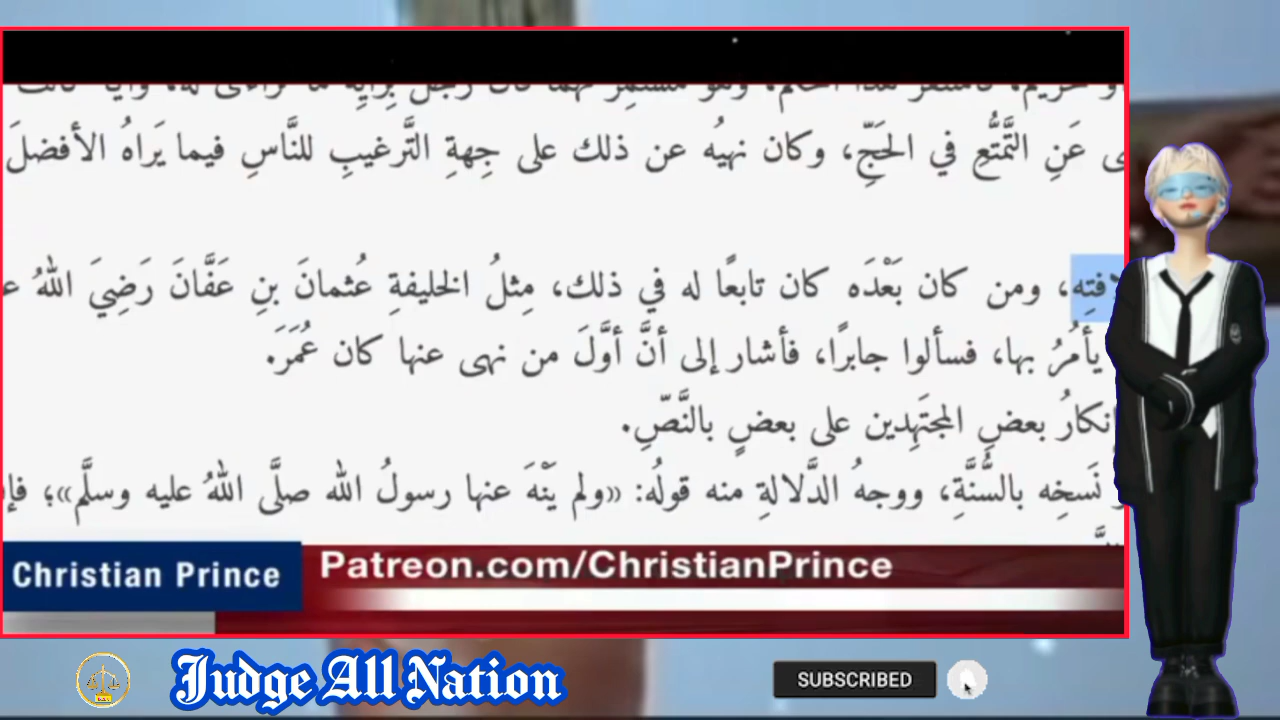 عَنِ التَّمَتُّعِ في الحَجِّ، وكان نهيُه عن ذلك على جِهةِ التَّرغيبِ للنَّاسِ فيما يَراهُ الأفضلَ
ومن كان بَعْدَه كان تابعًا له في ذلك، مِثلُ الخليفةِ عُثمانَ بنِ عَفَّانَ رَضِيَ اللهُ
يأمُرُ بها، فسألوا جابرًا، فأشار إلى أنَّ أوَّلَ من نهى عنها كان عُمَرَ.
بعضِ المجتَهِدين على بعضٍ بالنَّصِّ.
نَسخِه بالسُّنَّةِ، ووجهُ الدَّلالةِ منه قولُه: «ولم يَنْهَ عنها رسولُ الله صلَّى اللهُ عليه وسلَّم»؛
Christian Prince
Patreon.com/ChristianPrince
Judge All Nation
SUBSCRIBED